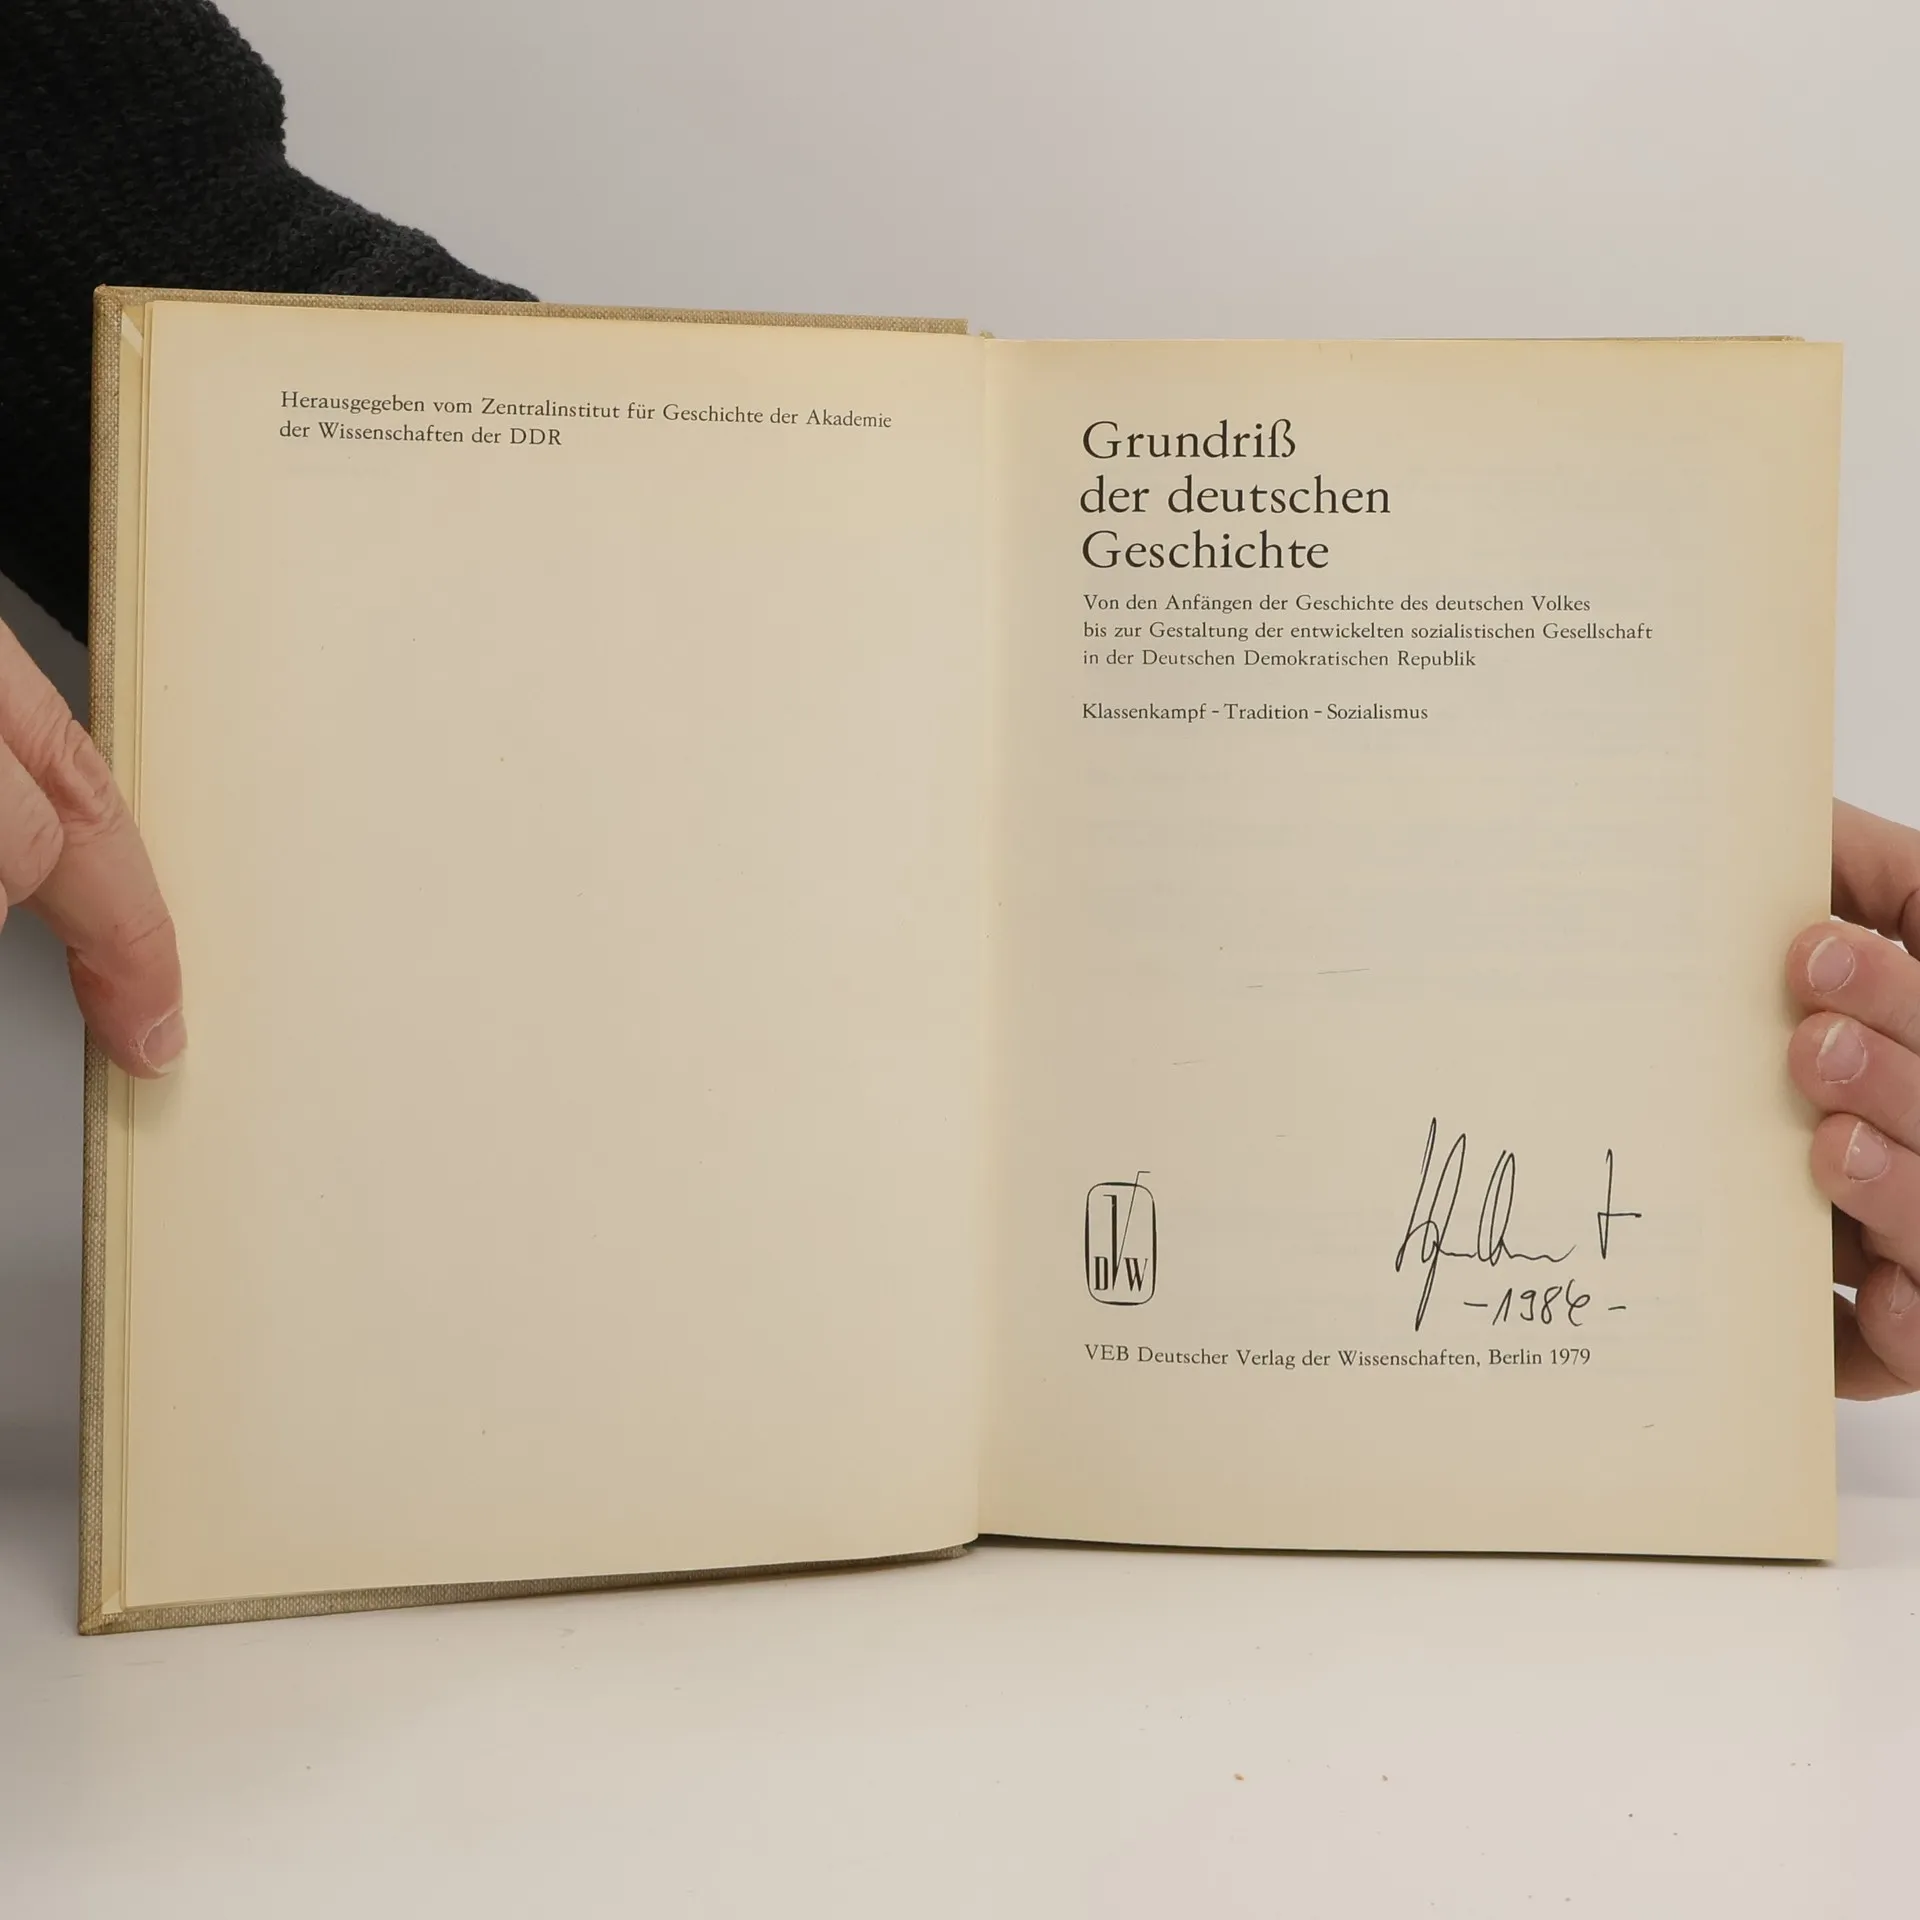 Herausgegeben vom Zentralinstitut für Geschichte der Akademie
der Wissenschaften der DDR
Grundriß
der deutschen
Geschichte
Von den Anfängen der Geschichte des deutschen Volkes
bis zur Gestaltung der entwickelten sozialistischen Gesellschaft
in der Deutschen Demokratischen Republik
Klassenkampf – Tradition – Sozialismus
DVW
VEB Deutscher Verlag der Wissenschaften, Berlin 1979